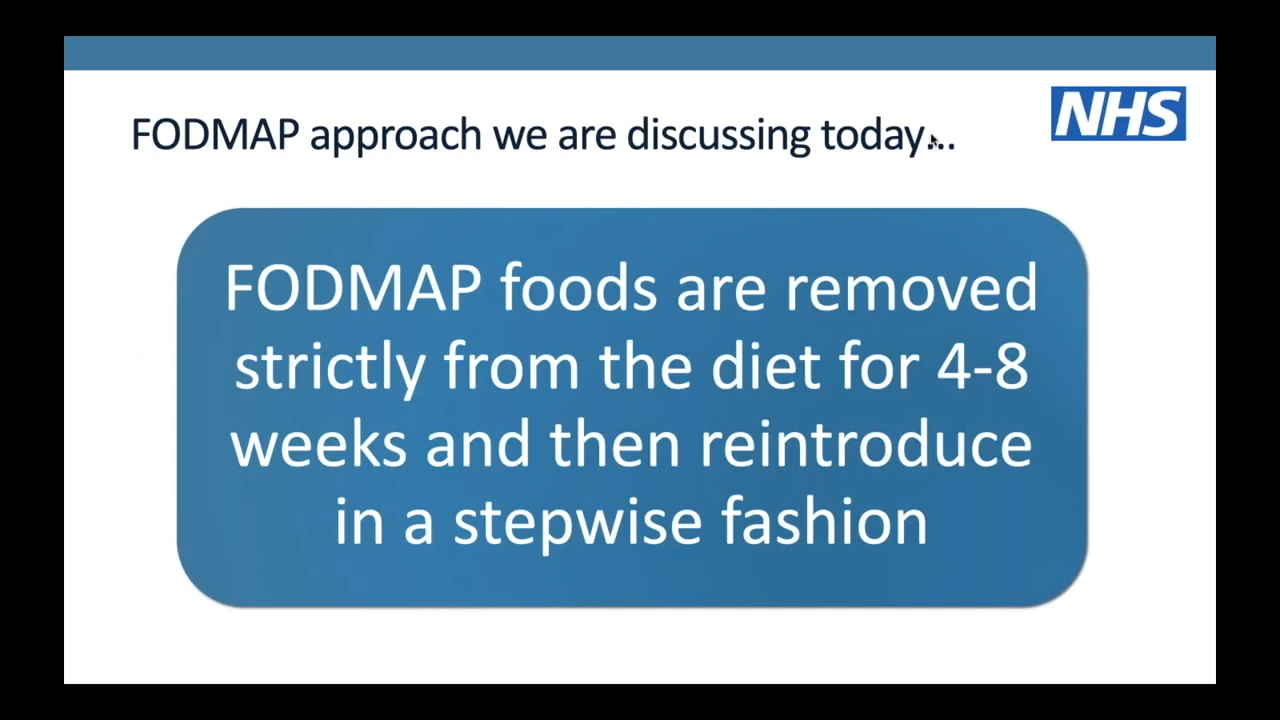 NHS
FODMAP approach we are discussing today...
FODMAP foods are removed
strictly from the diet for 4-8
weeks and then reintroduce
in a stepwise fashion